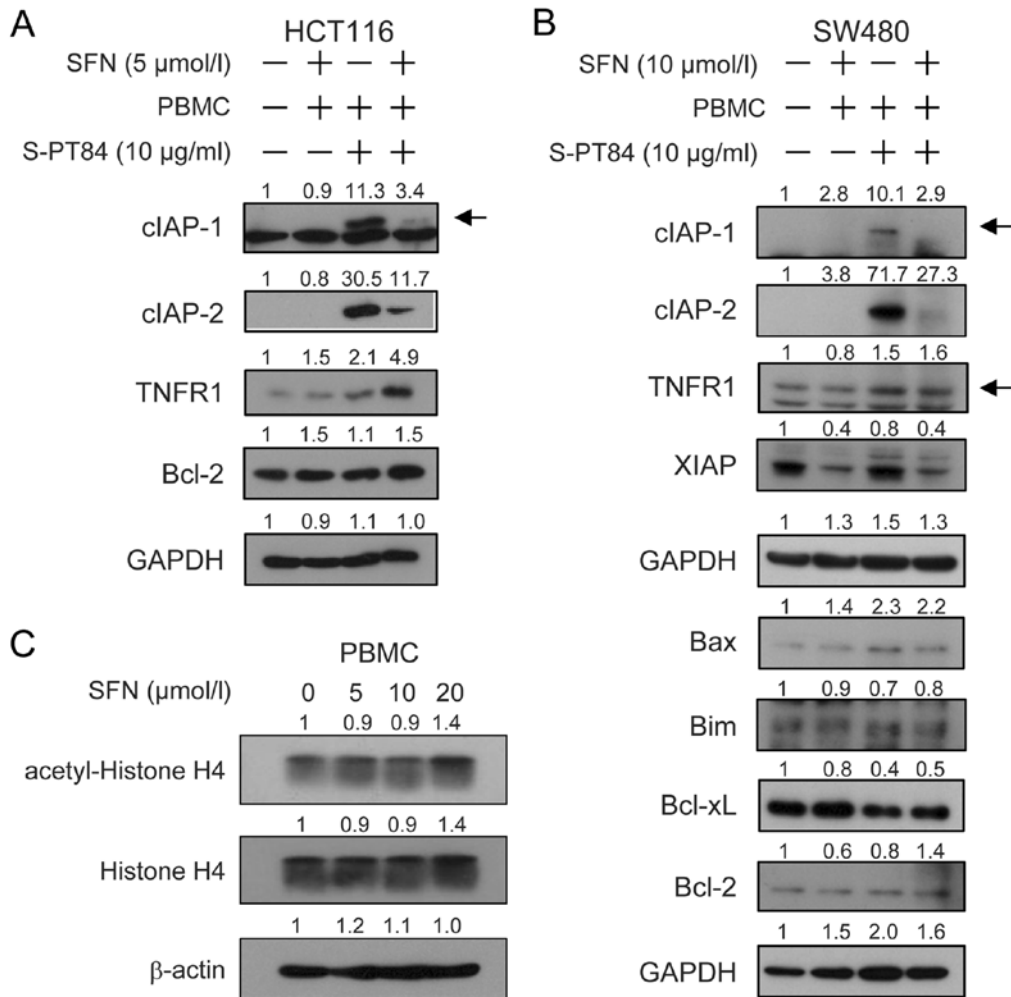 A
HCT116
SFN (5 µmol/l) − + − +
PBMC − + + +
S-PT84 (10 µg/ml) − − + +
1 0.9 11.3 3.4
cIAP-1
1 0.8 30.5 11.7
cIAP-2
1 1.5 2.1 4.9
TNFR1
1 1.5 1.1 1.5
Bcl-2
1 0.9 1.1 1.0
GAPDH
B
SW480
SFN (10 µmol/l) − + − +
PBMC − + + +
S-PT84 (10 µg/ml) − − + +
1 2.8 10.1 2.9
cIAP-1
1 3.8 71.7 27.3
cIAP-2
1 0.8 1.5 1.6
TNFR1
1 0.4 0.8 0.4
XIAP
1 1.3 1.5 1.3
GAPDH
1 1.4 2.3 2.2
Bax
1 0.9 0.7 0.8
Bim
1 0.8 0.4 0.5
Bcl-xL
1 0.6 0.8 1.4
Bcl-2
1 1.5 2.0 1.6
GAPDH
C
PBMC
SFN (µmol/l) 0 5 10 20
1 0.9 0.9 1.4
acetyl-Histone H4
1 0.9 0.9 1.4
Histone H4
1 1.2 1.1 1.0
β-actin